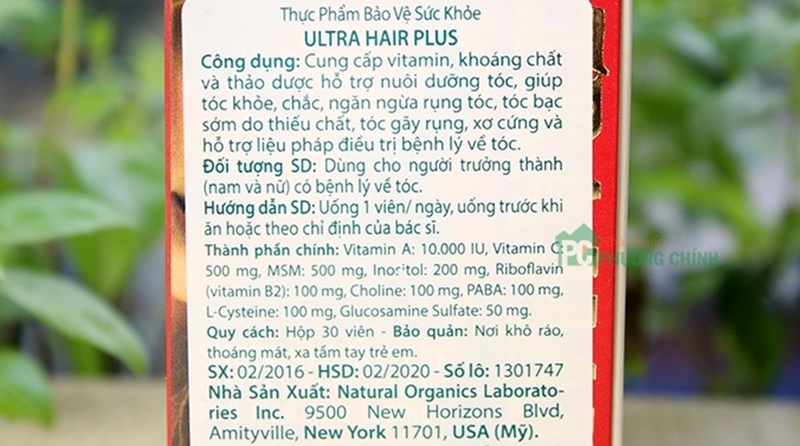 Thực Phẩm Bảo Vệ Sức Khỏe
ULTRA HAIR PLUS
Công dụng: Cung cấp vitamin, khoáng chất
và thảo dược hỗ trợ nuôi dưỡng tóc, giúp
tóc khỏe, chắc, ngăn ngừa rụng tóc, tóc bạc
sớm do thiếu chất, tóc gãy rụng, xơ cứng và
hỗ trợ liệu pháp điều trị bệnh lý về tóc.
Đối tượng SD: Dùng cho người trưởng thành
(nam và nữ) có bệnh lý về tóc.
Hướng dẫn SD: Uống 1 viên/ ngày, uống trước khi
ăn hoặc theo chỉ định của bác sĩ.
Thành phần chính: Vitamin A: 10.000 IU, Vitamin C:
500 mg, MSM: 500 mg, Inositol: 200 mg, Riboflavin
(vitamin B2): 100 mg, Choline: 100 mg, PABA: 100 mg,
L-Cysteine: 100 mg, Glucosamine Sulfate: 50 mg.
Quy cách: Hộp 30 viên - Bảo quản: Nơi khô ráo,
thoáng mát, xa tầm tay trẻ em.
SX: 02/2016 - HSD: 02/2020 - Số lô: 1301747
Nhà Sản Xuất: Natural Organics Laborato-
ries Inc. 9500 New Horizons Blvd,
Amityville, New York 11701, USA (Mỹ).
PC
PHƯƠNG CHÍNH